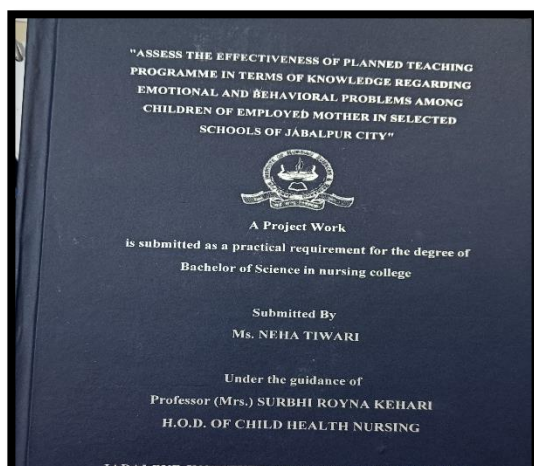 "ASSESS THE EFFECTIVENESS OF PLANNED TEACHING
PROGRAMME IN TERMS OF KNOWLEDGE REGARDING
EMOTIONAL AND BEHAVIORAL PROBLEMS AMONG
CHILDREN OF EMPLOYED MOTHER IN SELECTED
SCHOOLS OF JABALPUR CITY"
A Project Work
is submitted as a practical requirement for the degree of
Bachelor of Science in nursing college
Submitted By
Ms. NEHA TIWARI
Under the guidance of
Professor (Mrs.) SURBHI ROYNA KEHARI
H.O.D. OF CHILD HEALTH NURSING